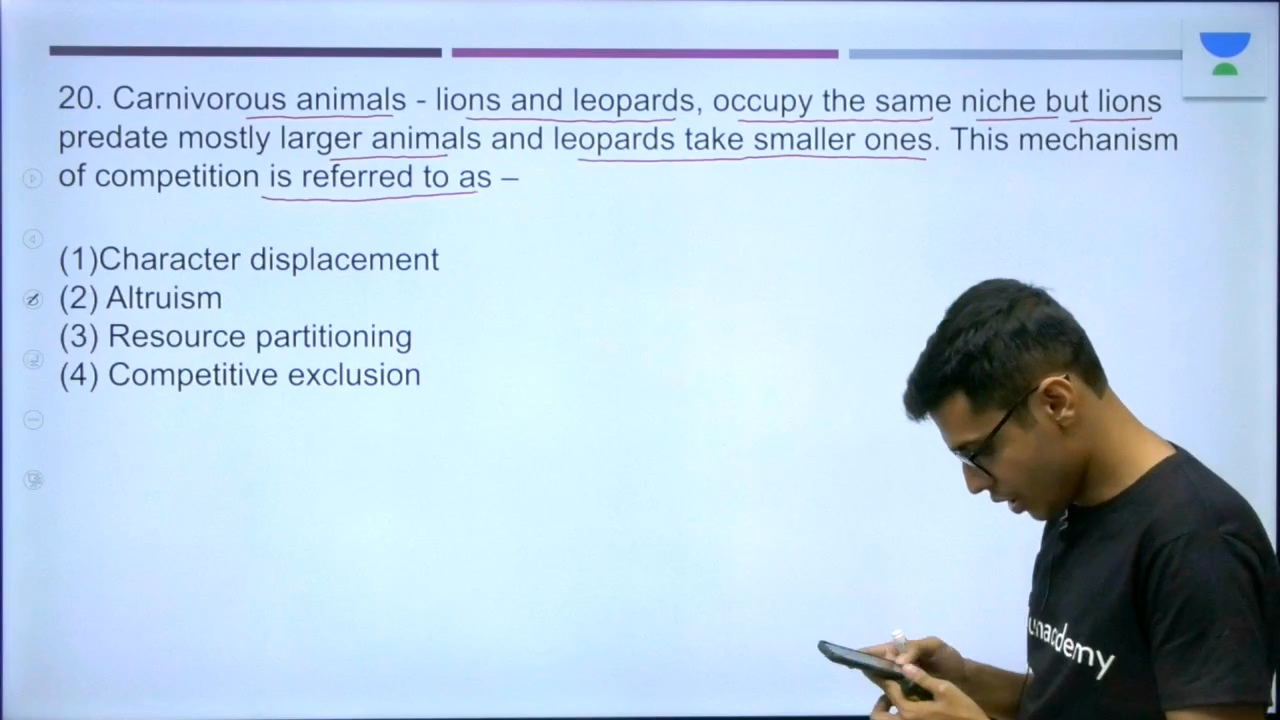 20. Carnivorous animals - lions and leopards, occupy the same niche but lions
predate mostly larger animals and leopards take smaller ones. This mechanism
of competition is referred to as –
(1)Character displacement
(2) Altruism
(3) Resource partitioning
(4) Competitive exclusion
unacademy